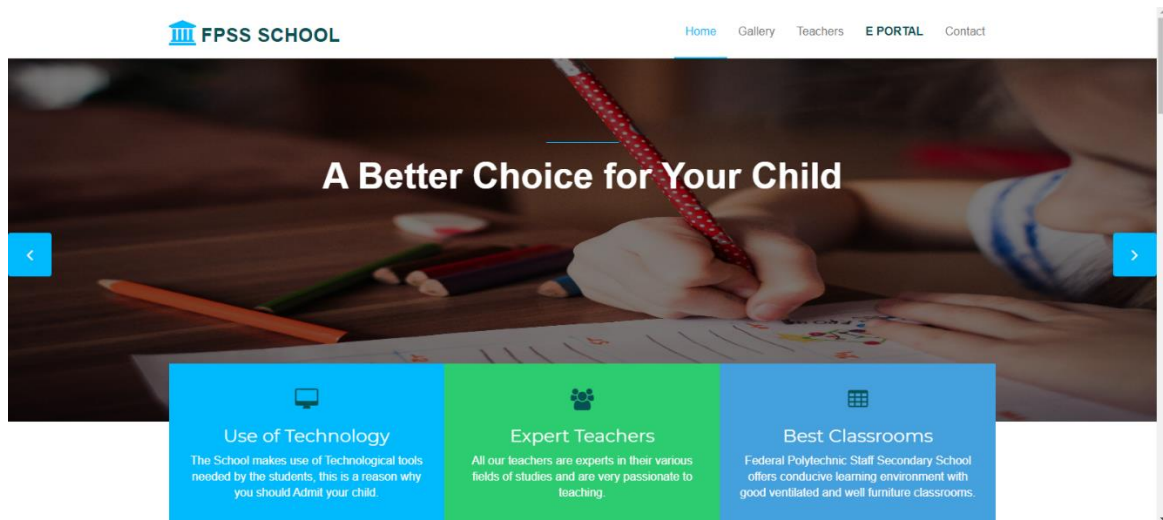 FPSS SCHOOL
Home Gallery Teachers E PORTAL Contact
A Better Choice for Your Child
Use of Technology
The School makes use of Technological tools
needed by the students, this is a reason why
you should Admit your child.
Expert Teachers
All our teachers are experts in their various
fields of studies and are very passionate to
teaching.
Best Classrooms
Federal Polytechnic Staff Secondary School
offers conducive learning environment with
good ventilated and well furniture classrooms.